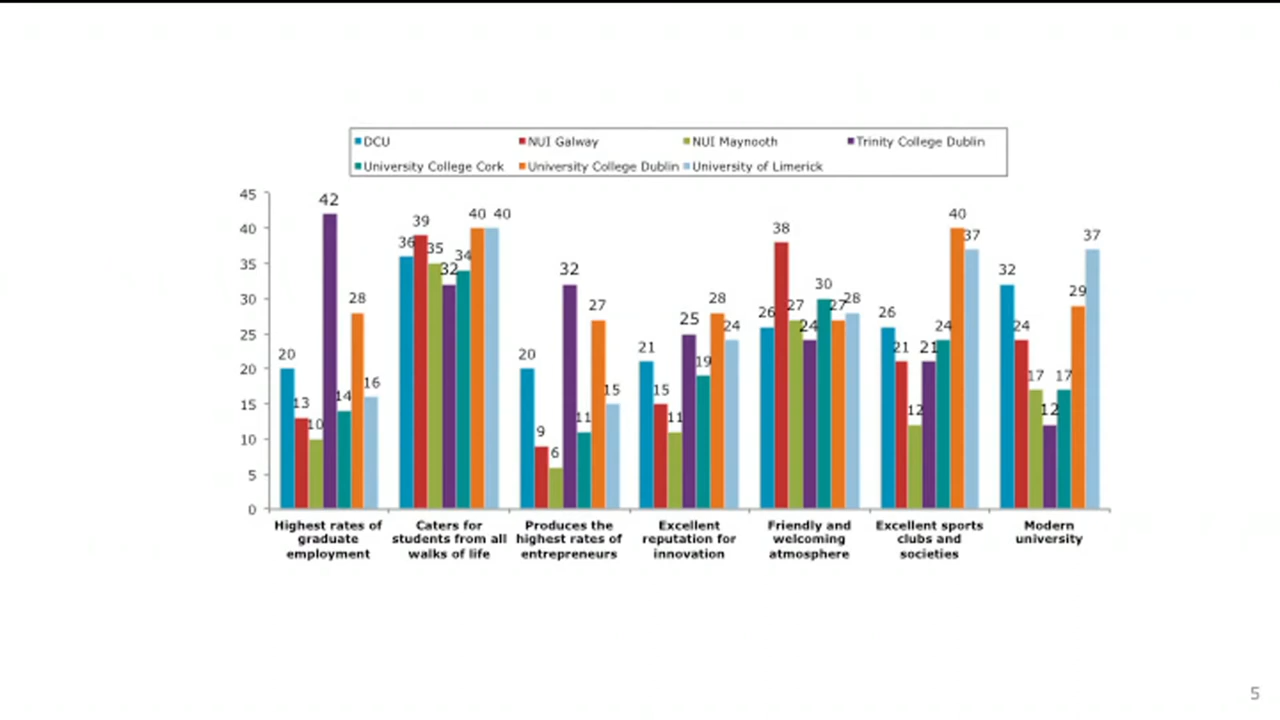 DCU NUI Galway NUI Maynooth Trinity College Dublin
University College Cork University College Dublin University of Limerick
45
40
35
30
25
20
15
10
5
0
20 13 10 42 14 28 16
36 39 35 32 34 40 40
20 9 6 32 11 27 15
21 15 11 25 19 28 24
26 38 27 24 30 27 28
26 21 12 21 24 40 37
32 24 17 12 17 29 37
Highest rates of
graduate
employment
Caters for
students from all
walks of life
Produces the
highest rates of
entrepreneurs
Excellent
reputation for
innovation
Friendly and
welcoming
atmosphere
Excellent sports
clubs and
societies
Modern
university
5